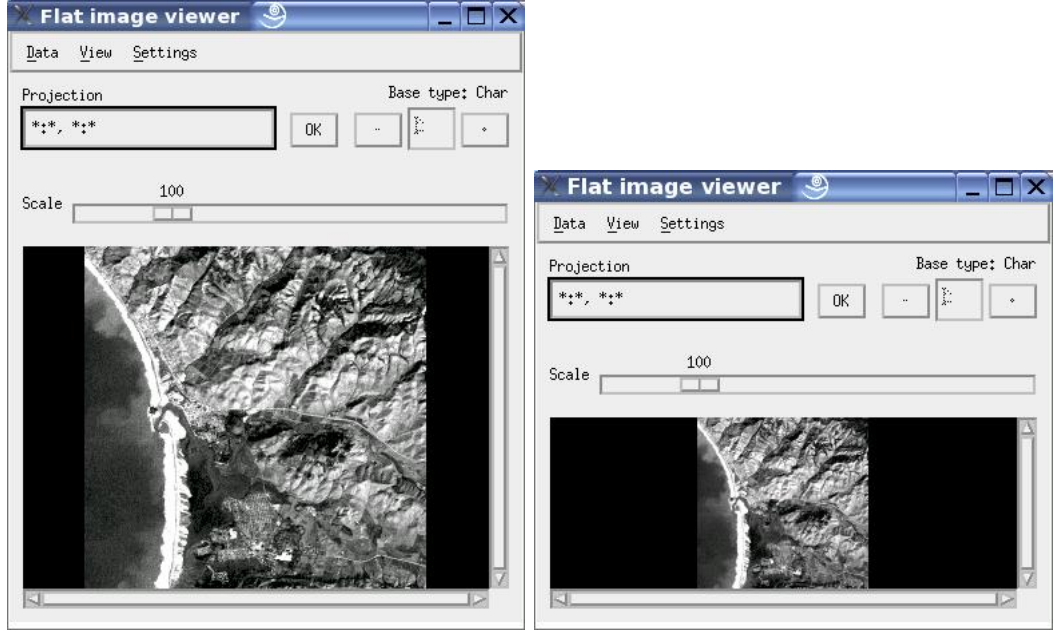 Flat image viewer
Data View Settings
Projection Base type: Char
*:*, *:* OK
100
Scale
Flat image viewer
Data View Settings
Projection Base type: Char
*:*, *:* OK
100
Scale